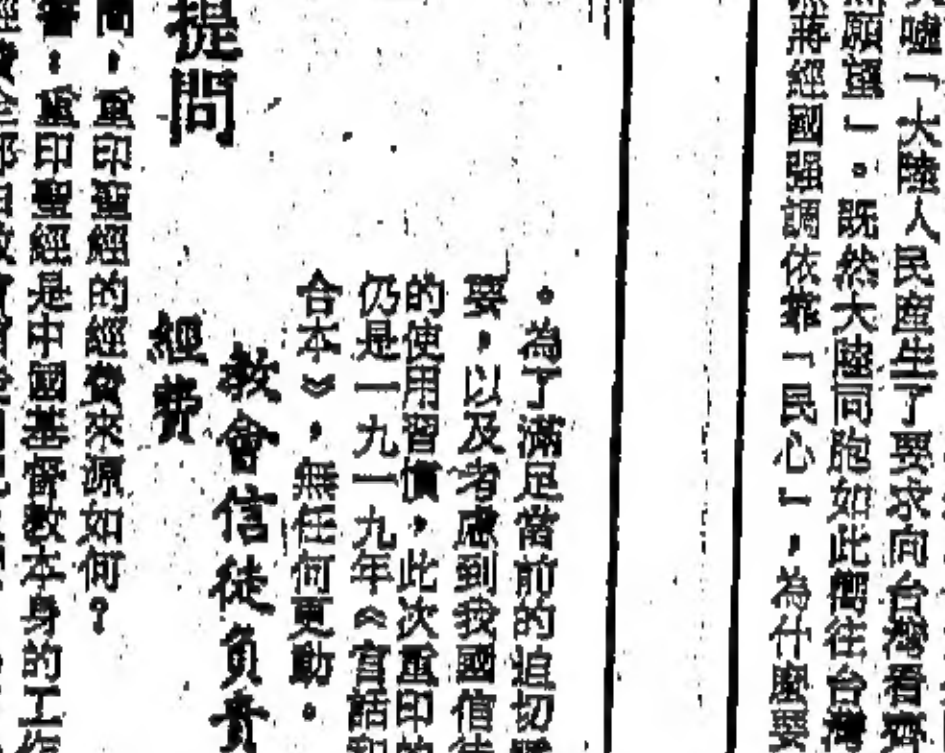 嚧「大陸人民產生了要求向台灣看齊
願望」。既然大陸同胞如此嚮往台灣
蔣經國强調依靠「民心」，為什麼要
。為了滿足當前的迫切
要，以及考慮到我國信徒
的使用習慣，此次重印的
仍是一九一九年《官話和
合本》，無任何更動。
教會信徒負責
經費
提問
問：重印聖經的經費來源如何？
答：重印聖經是中國基督教本身的工作